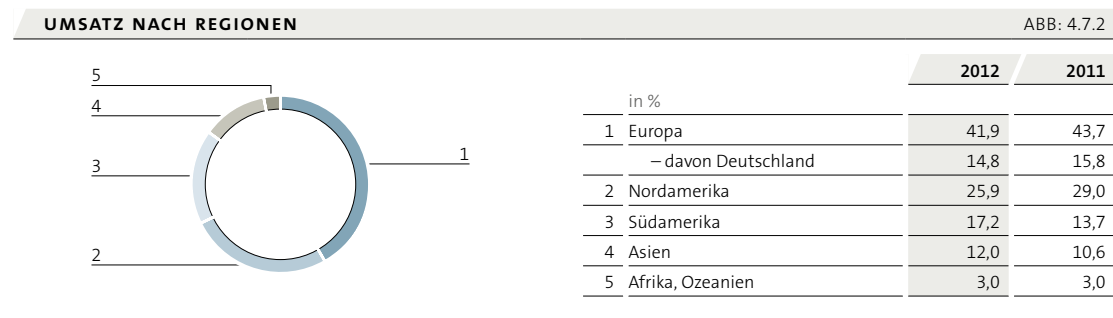 UMSATZ NACH REGIONEN ABB: 4.7.2
5
4
3
2
1
2012 2011
in %
1 Europa 41,9 43,7
– davon Deutschland 14,8 15,8
2 Nordamerika 25,9 29,0
3 Südamerika 17,2 13,7
4 Asien 12,0 10,6
5 Afrika, Ozeanien 3,0 3,0